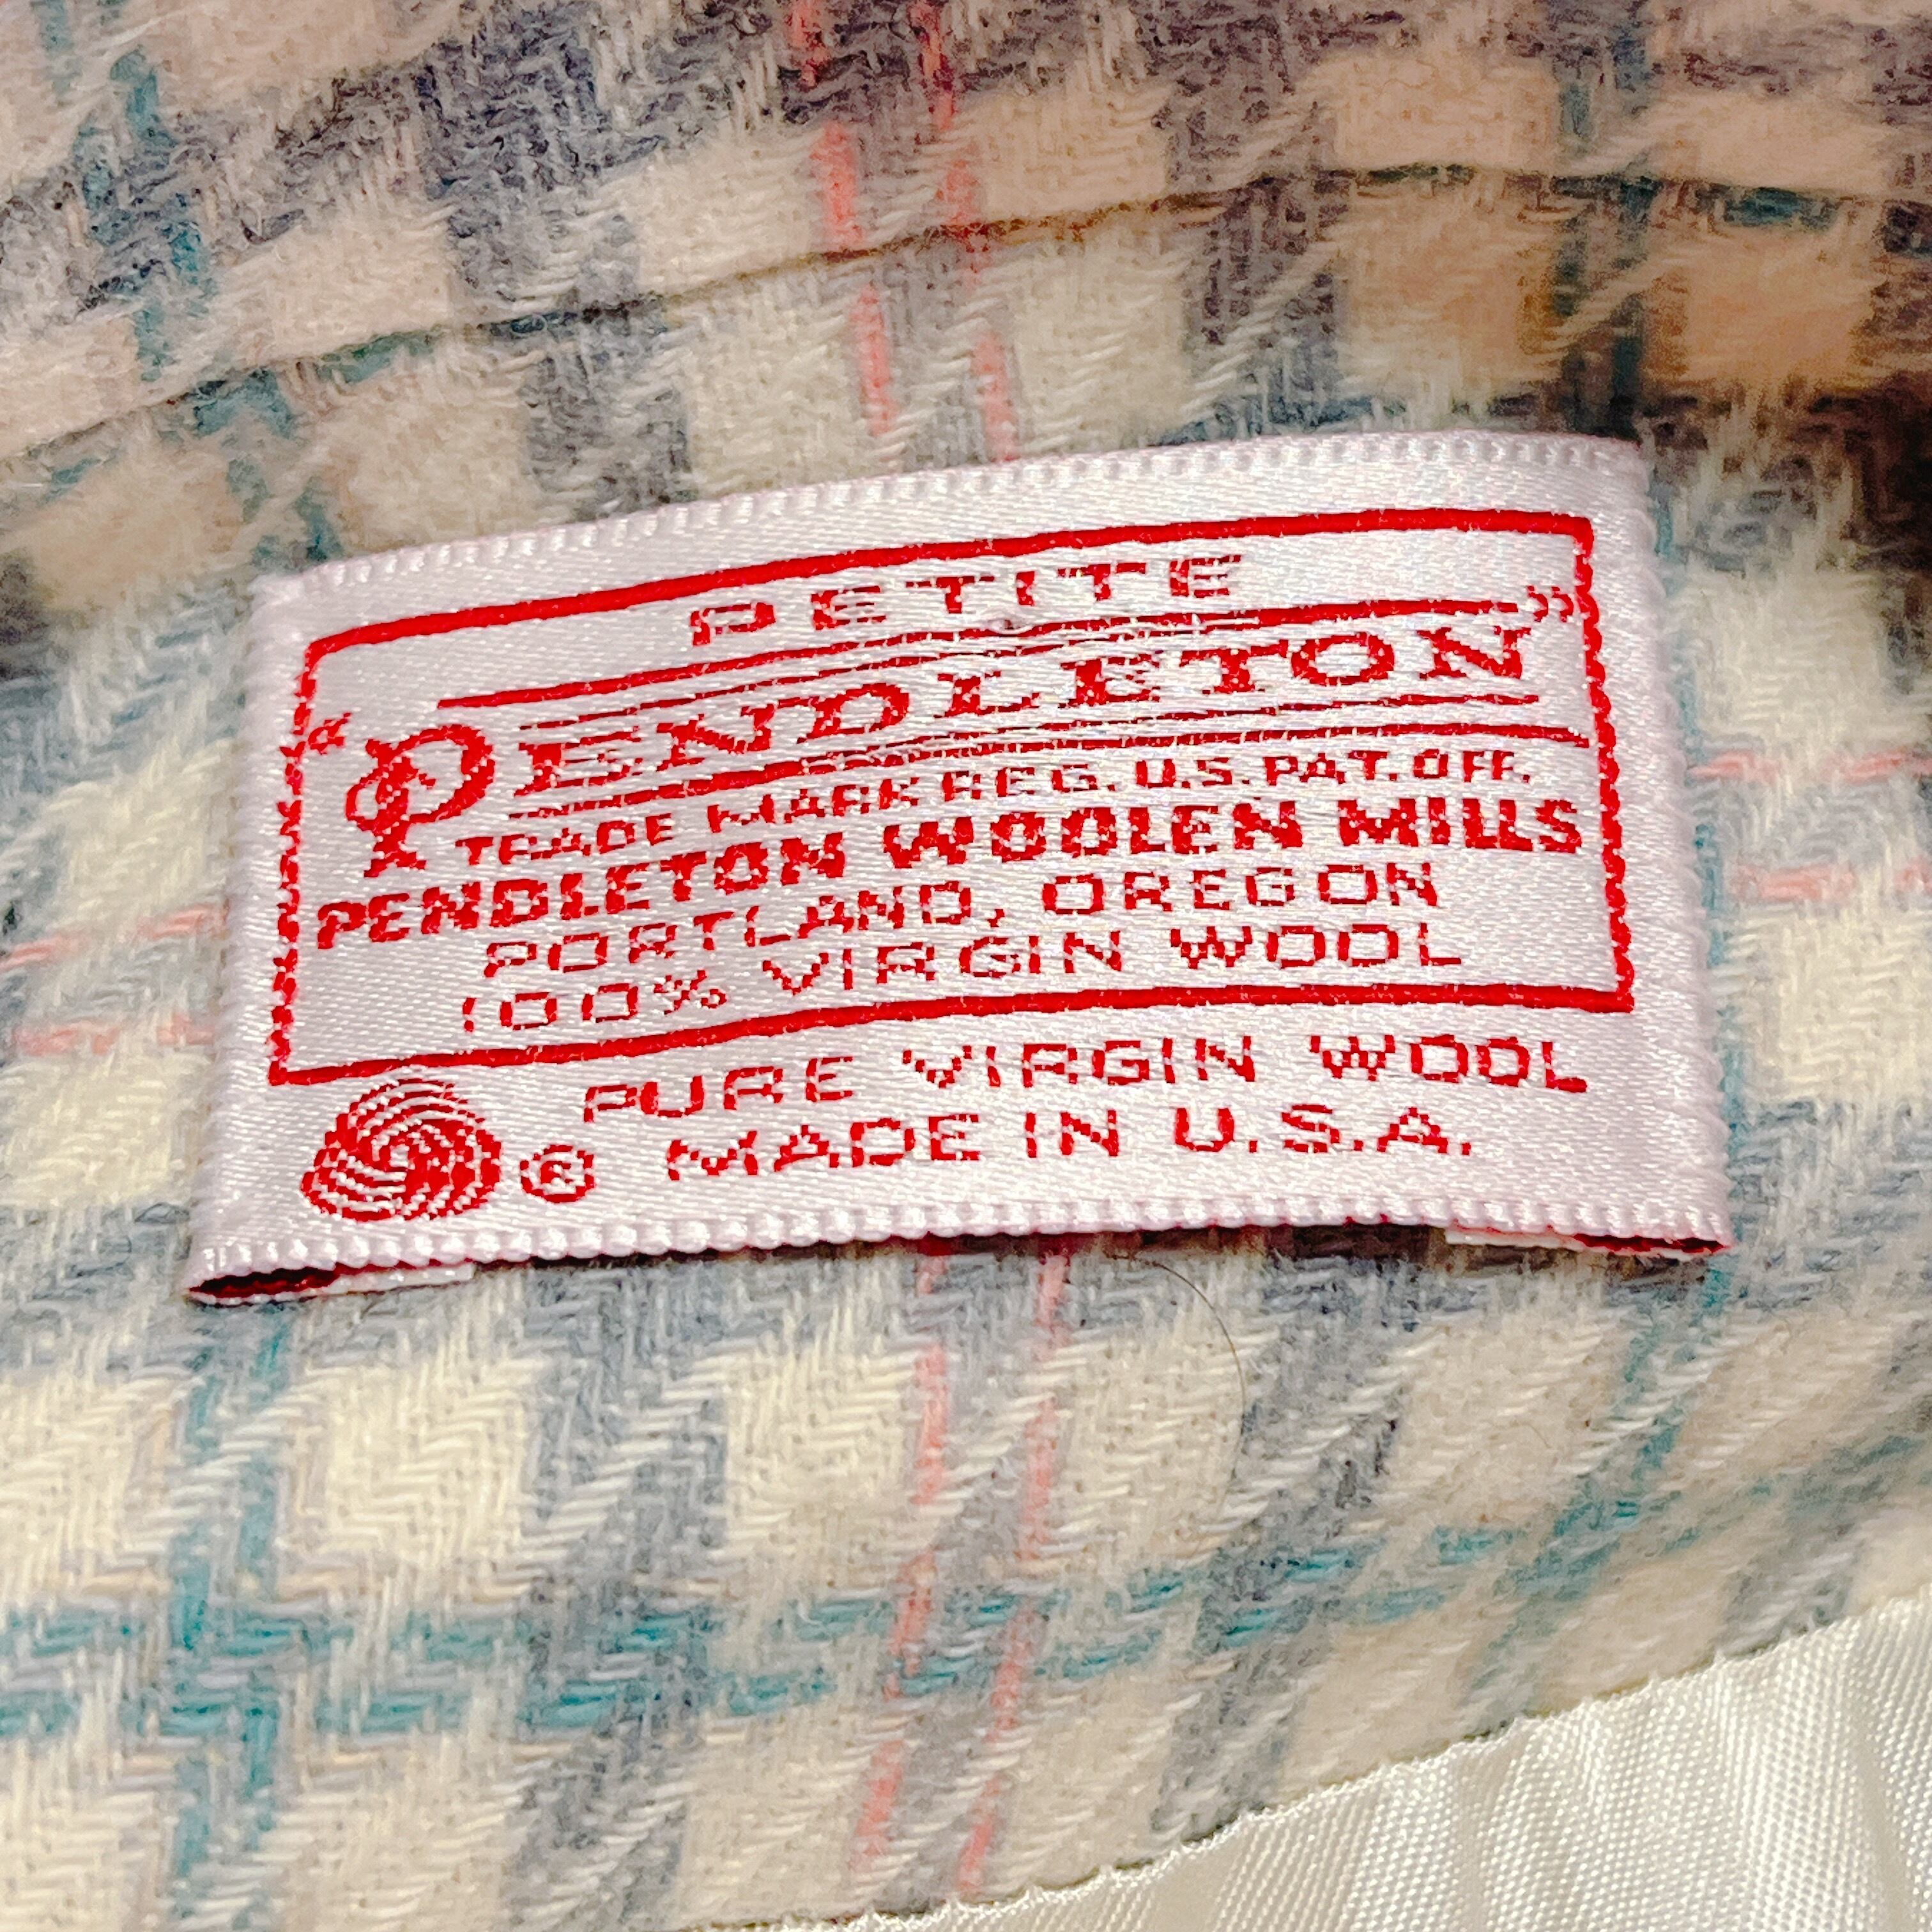 PETITE
"PENDLETON"
TRADE MARK REG. U.S. PAT. OFF.
PENDLETON WOOLEN MILLS
PORTLAND, OREGON
100% VIRGIN WOOL
PURE VIRGIN WOOL
® MADE IN U.S.A.